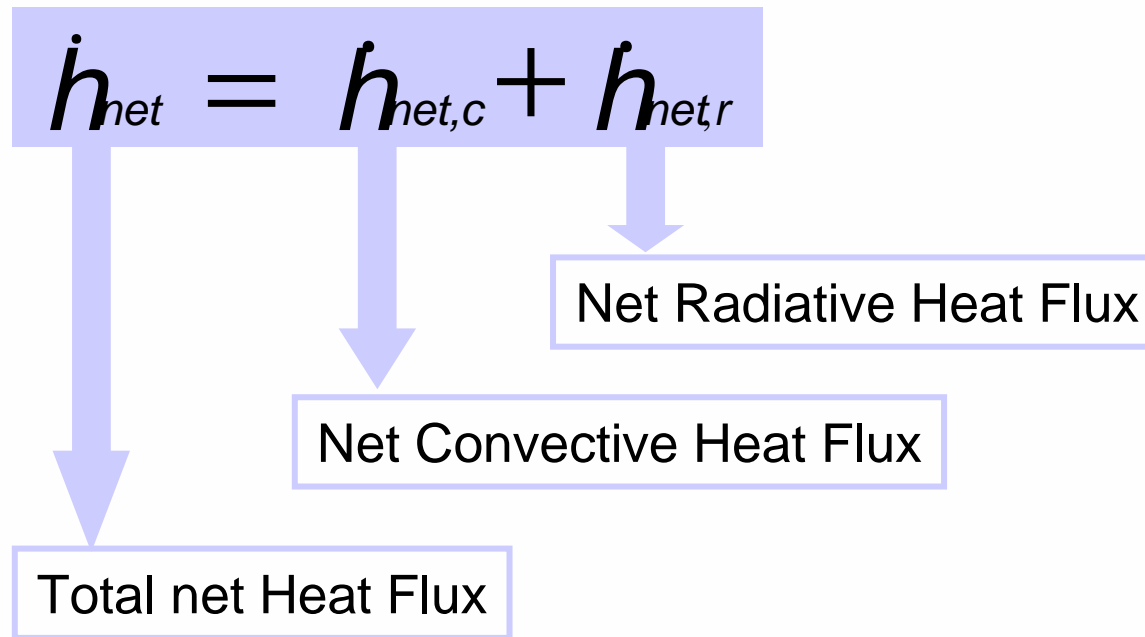 ḣnet = ḣnet,c + ḣnet,r
Net Radiative Heat Flux
Net Convective Heat Flux
Total net Heat Flux